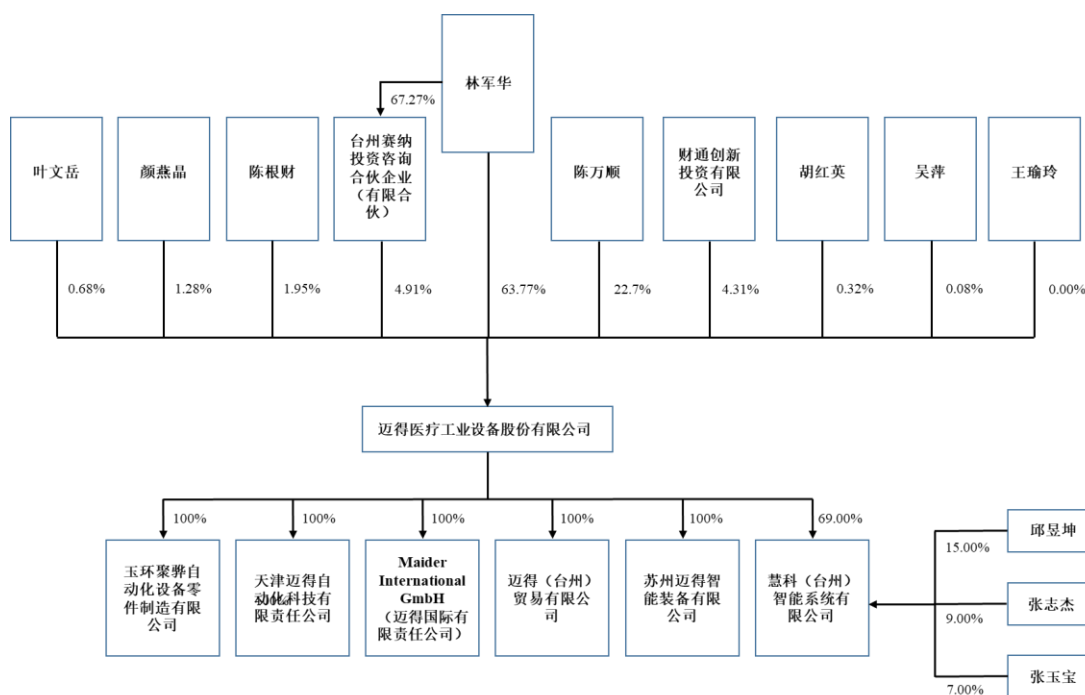 林军华
67.27%
叶文岳
颜燕晶
陈根财
台州赛纳
投资咨询
合伙企业
（有限合
伙）
陈万顺
财通创新
投资有限
公司
胡红英
吴萍
王瑜玲
0.68%
1.28%
1.95%
4.91%
63.77%
22.7%
4.31%
0.32%
0.08%
0.00%
迈得医疗工业设备股份有限公司
100%
100%
100%
100%
100%
69.00%
玉环聚骅自
动化设备零
件制造有限
公司
天津迈得自
动化科技有
限责任公司
100%
Maider
International
GmbH
（迈得国际有
限责任公司）
迈得（台州）
贸易有限公
司
苏州迈得智
能装备有限
公司
慧科（台州）
智能系统有
限公司
邱昱坤
15.00%
张志杰
9.00%
张玉宝
7.00%